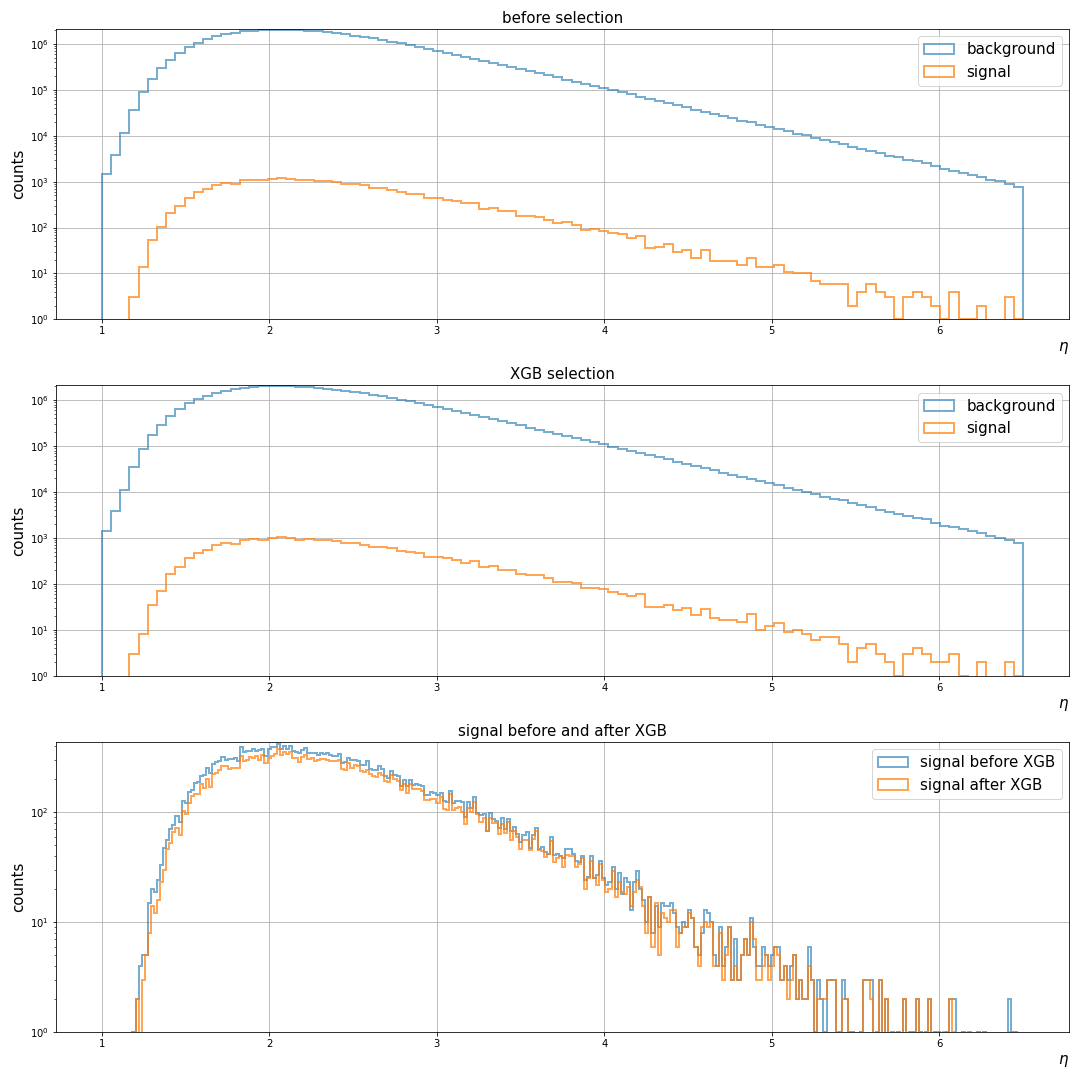 before selection
counts
10⁶
10⁵
10⁴
10³
10²
10¹
10⁰
background
signal
1 2 3 4 5 6
η
XGB selection
counts
10⁶
10⁵
10⁴
10³
10²
10¹
10⁰
background
signal
1 2 3 4 5 6
η
signal before and after XGB
counts
10²
10¹
10⁰
signal before XGB
signal after XGB
1 2 3 4 5 6
η